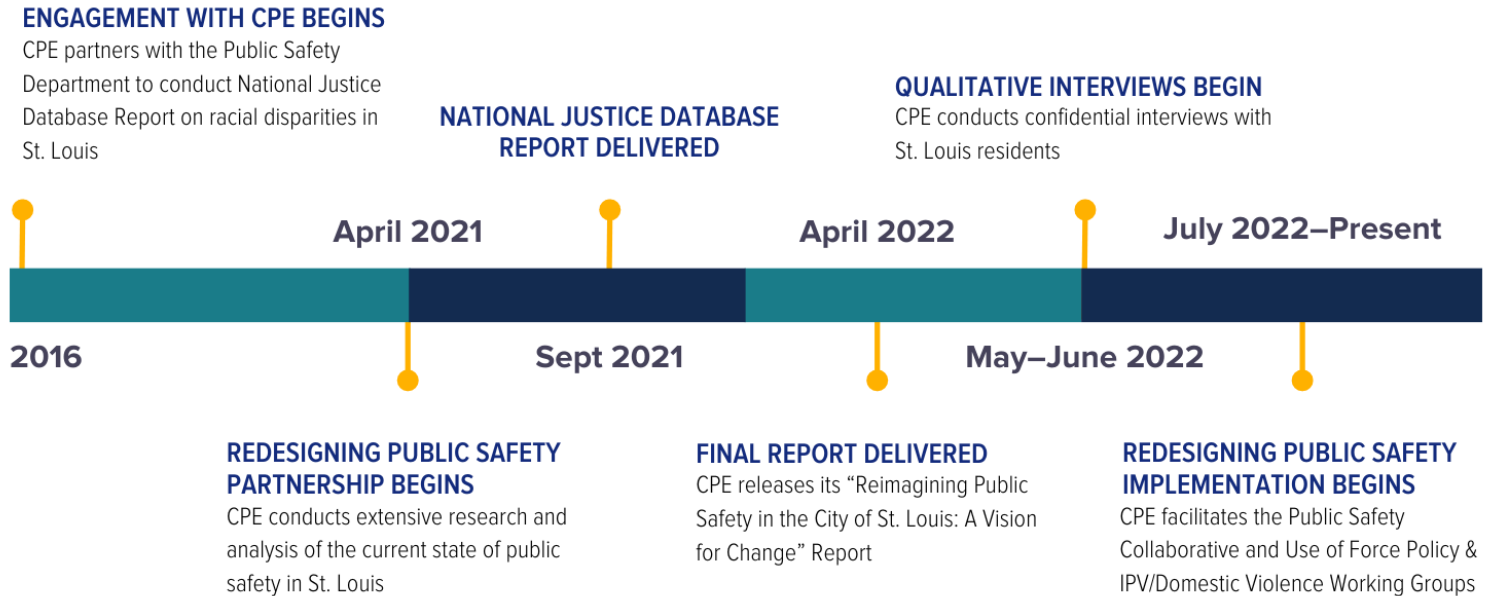 ENGAGEMENT WITH CPE BEGINS
CPE partners with the Public Safety
Department to conduct National Justice
Database Report on racial disparities in
St. Louis
2016
April 2021
REDESIGNING PUBLIC SAFETY
PARTNERSHIP BEGINS
CPE conducts extensive research and
analysis of the current state of public
safety in St. Louis
NATIONAL JUSTICE DATABASE
REPORT DELIVERED
Sept 2021
April 2022
FINAL REPORT DELIVERED
CPE releases its “Reimagining Public
Safety in the City of St. Louis: A Vision
for Change” Report
QUALITATIVE INTERVIEWS BEGIN
CPE conducts confidential interviews with
St. Louis residents
May–June 2022
July 2022–Present
REDESIGNING PUBLIC SAFETY
IMPLEMENTATION BEGINS
CPE facilitates the Public Safety
Collaborative and Use of Force Policy &
IPV/Domestic Violence Working Groups